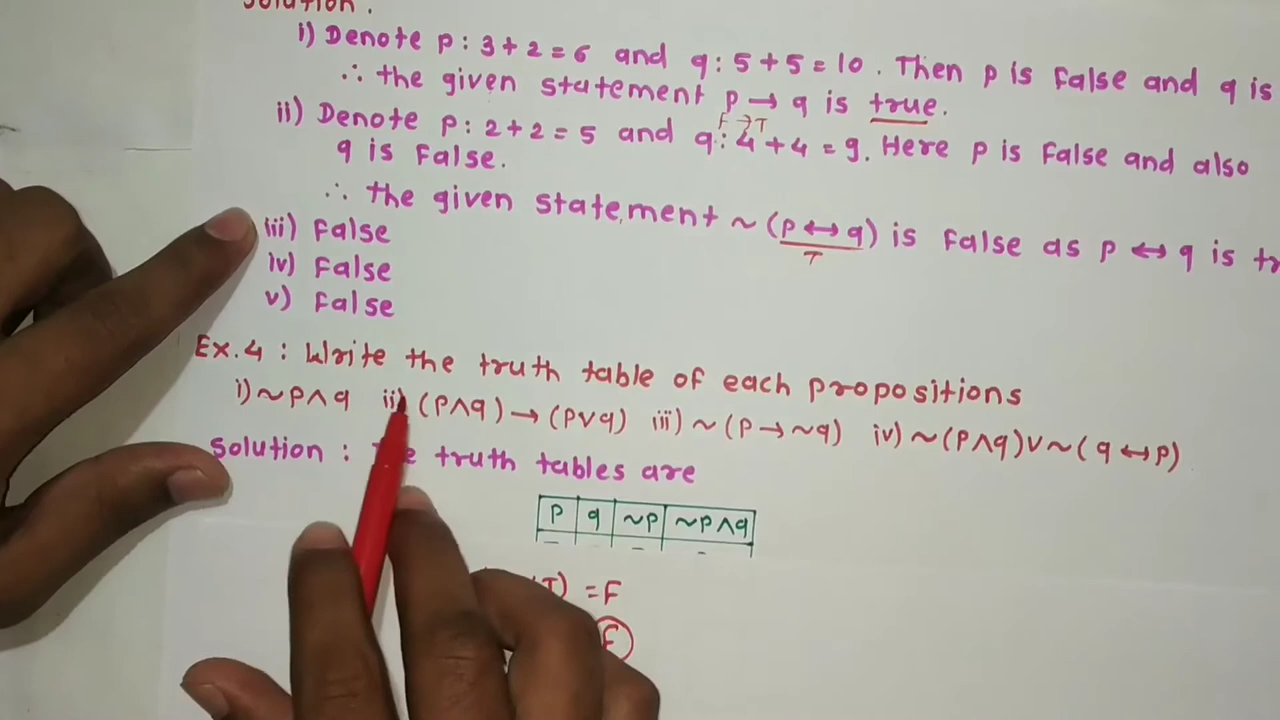 Solution.
i) Denote p: 3+2=6 and q: 5+5=10. Then p is False and q is
∴ the given statement p → q is true.
F → T
ii) Denote p: 2+2=5 and q: 4+4=9. Here p is False and also
q is False.
∴ the given statement ~(p ↔ q) is False as p ↔ q is
T
iii) False
iv) False
v) False
Ex.4 : Write the truth table of each propositions
i) ~p∧q ii) (p∧q) → (p∨q) iii) ~(p → ~q) iv) ~(p∧q)∨~(q ↔ p)
Solution : truth tables are
p q ~p ~p∧q
T) = F
F